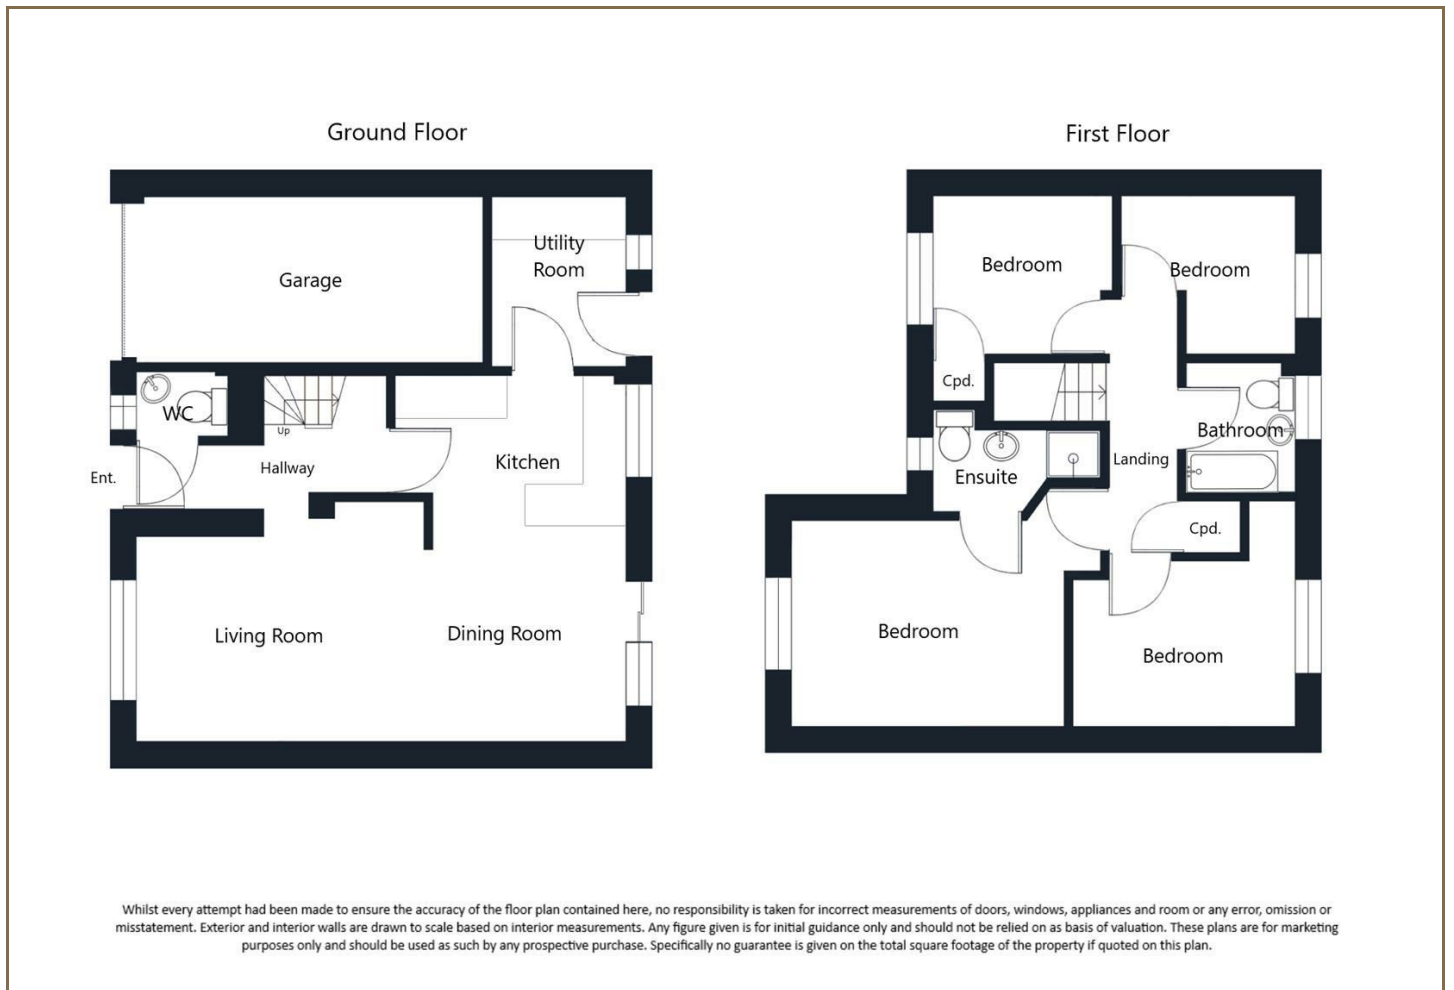 Ground Floor
Garage
Utility
Room
WC
Up
Hallway
Ent.
Kitchen
Living Room
Dining Room
First Floor
Bedroom
Bedroom
Cpd.
Bathroom
Landing
Ensuite
Cpd.
Bedroom
Bedroom
Whilst every attempt had been made to ensure the accuracy of the floor plan contained here, no responsibility is taken for incorrect measurements of doors, windows, appliances and room or any error, omission or
misstatement. Exterior and interior walls are drawn to scale based on interior measurements. Any figure given is for initial guidance only and should not be relied on as basis of valuation. These plans are for marketing
purposes only and should be used as such by any prospective purchase. Specifically no guarantee is given on the total square footage of the property if quoted on this plan.